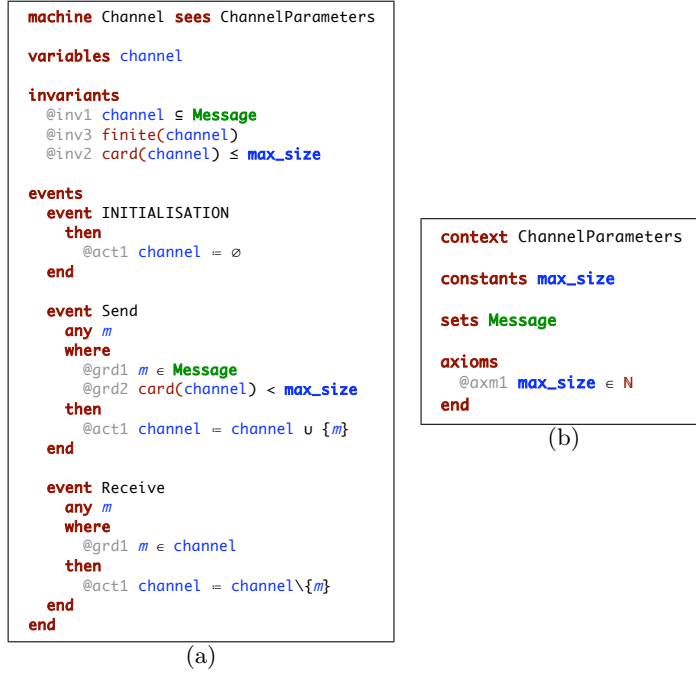 machine Channel sees ChannelParameters
variables channel
invariants
@inv1 channel ⊆ Message
@inv3 finite(channel)
@inv2 card(channel) ≤ max_size
events
event INITIALISATION
then
@act1 channel ≔ ∅
end
event Send
any m
where
@grd1 m ∈ Message
@grd2 card(channel) < max_size
then
@act1 channel ≔ channel ∪ {m}
end
event Receive
any m
where
@grd1 m ∈ channel
then
@act1 channel ≔ channel\{m}
end
end
(a)
context ChannelParameters
constants max_size
sets Message
axioms
@axm1 max_size ∈ ℕ
end
(b)